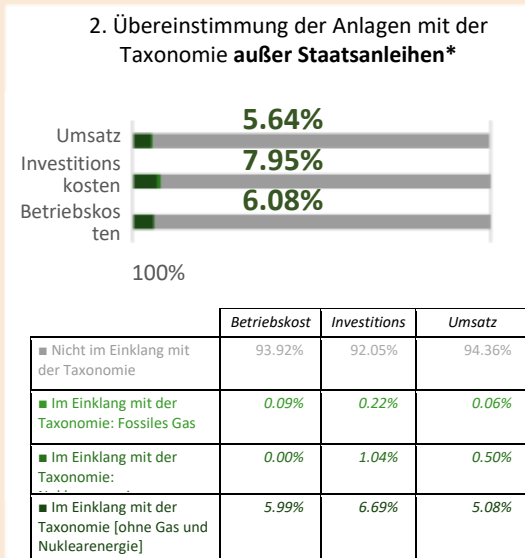 2. Übereinstimmung der Anlagen mit der
Taxonomie außer Staatsanleihen*
5.64%
Umsatz
7.95%
Investitions
kosten
6.08%
Betriebskos
ten
100%
Betriebskost Investitions Umsatz
■ Nicht im Einklang mit 93.92% 92.05% 94.36%
der Taxonomie
■ Im Einklang mit der 0.09% 0.22% 0.06%
Taxonomie: Fossiles Gas
■ Im Einklang mit der 0.00% 1.04% 0.50%
Taxonomie:
■ Im Einklang mit der 5.99% 6.69% 5.08%
Taxonomie [ohne Gas und
Nuklearenergie]